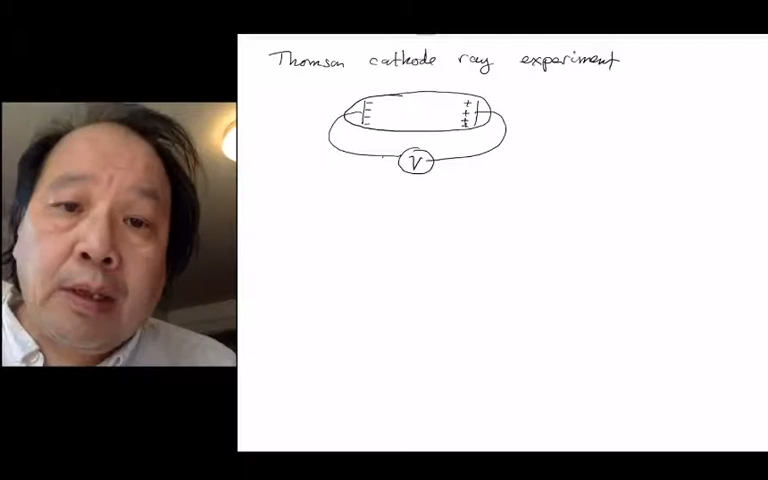 Thomson cathode ray experiment
- - - + + +
V